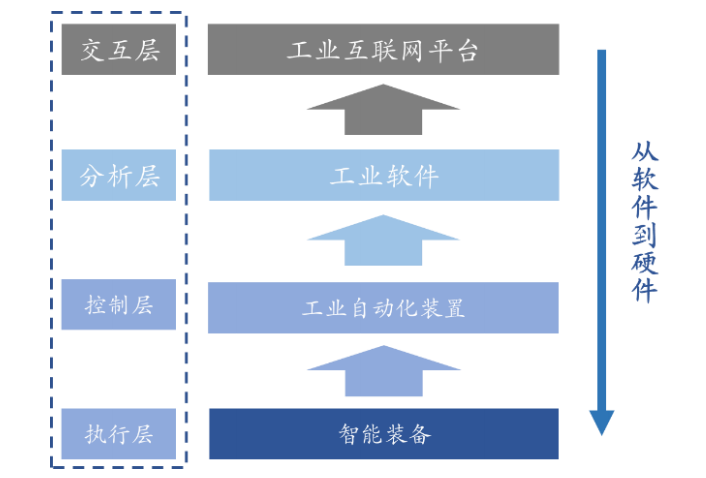 交互层
工业互联网平台
分析层
工业软件
控制层
工业自动化装置
执行层
智能装备
从软件到硬件